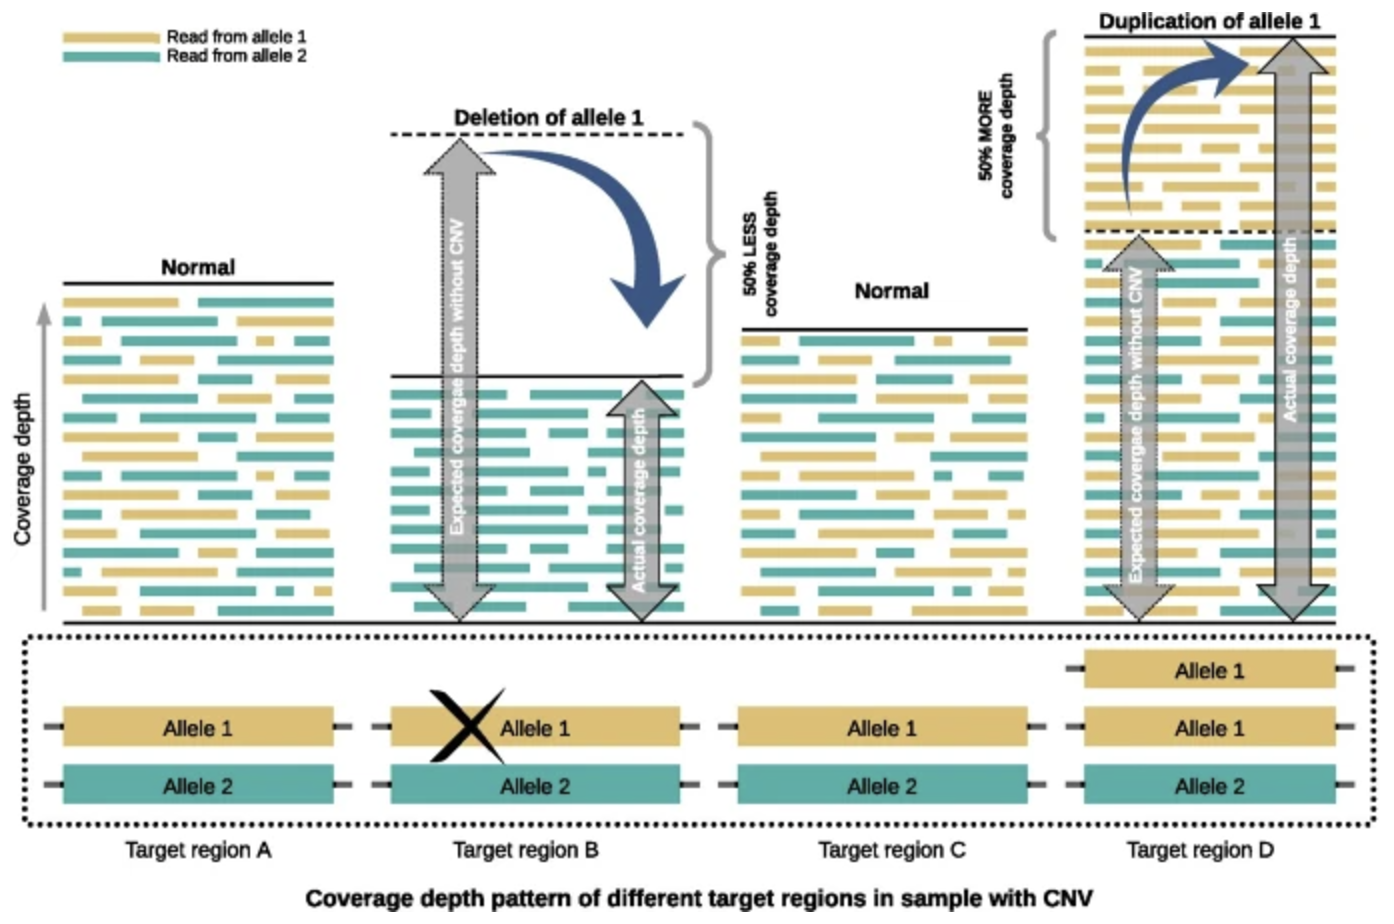 Read from allele 1
Read from allele 2
Normal
Coverage depth
Deletion of allele 1
Expected covergae depth without CNV
Actual coverage depth
50% LESS
coverage depth
Normal
50% MORE
coverage depth
Duplication of allele 1
Expected covergae depth without CNV
Actual coverage depth
Allele 1
Allele 1
Allele 1
Allele 1
Allele 1
Allele 2
Allele 2
Allele 2
Allele 2
Target region A
Target region B
Target region C
Target region D
Coverage depth pattern of different target regions in sample with CNV